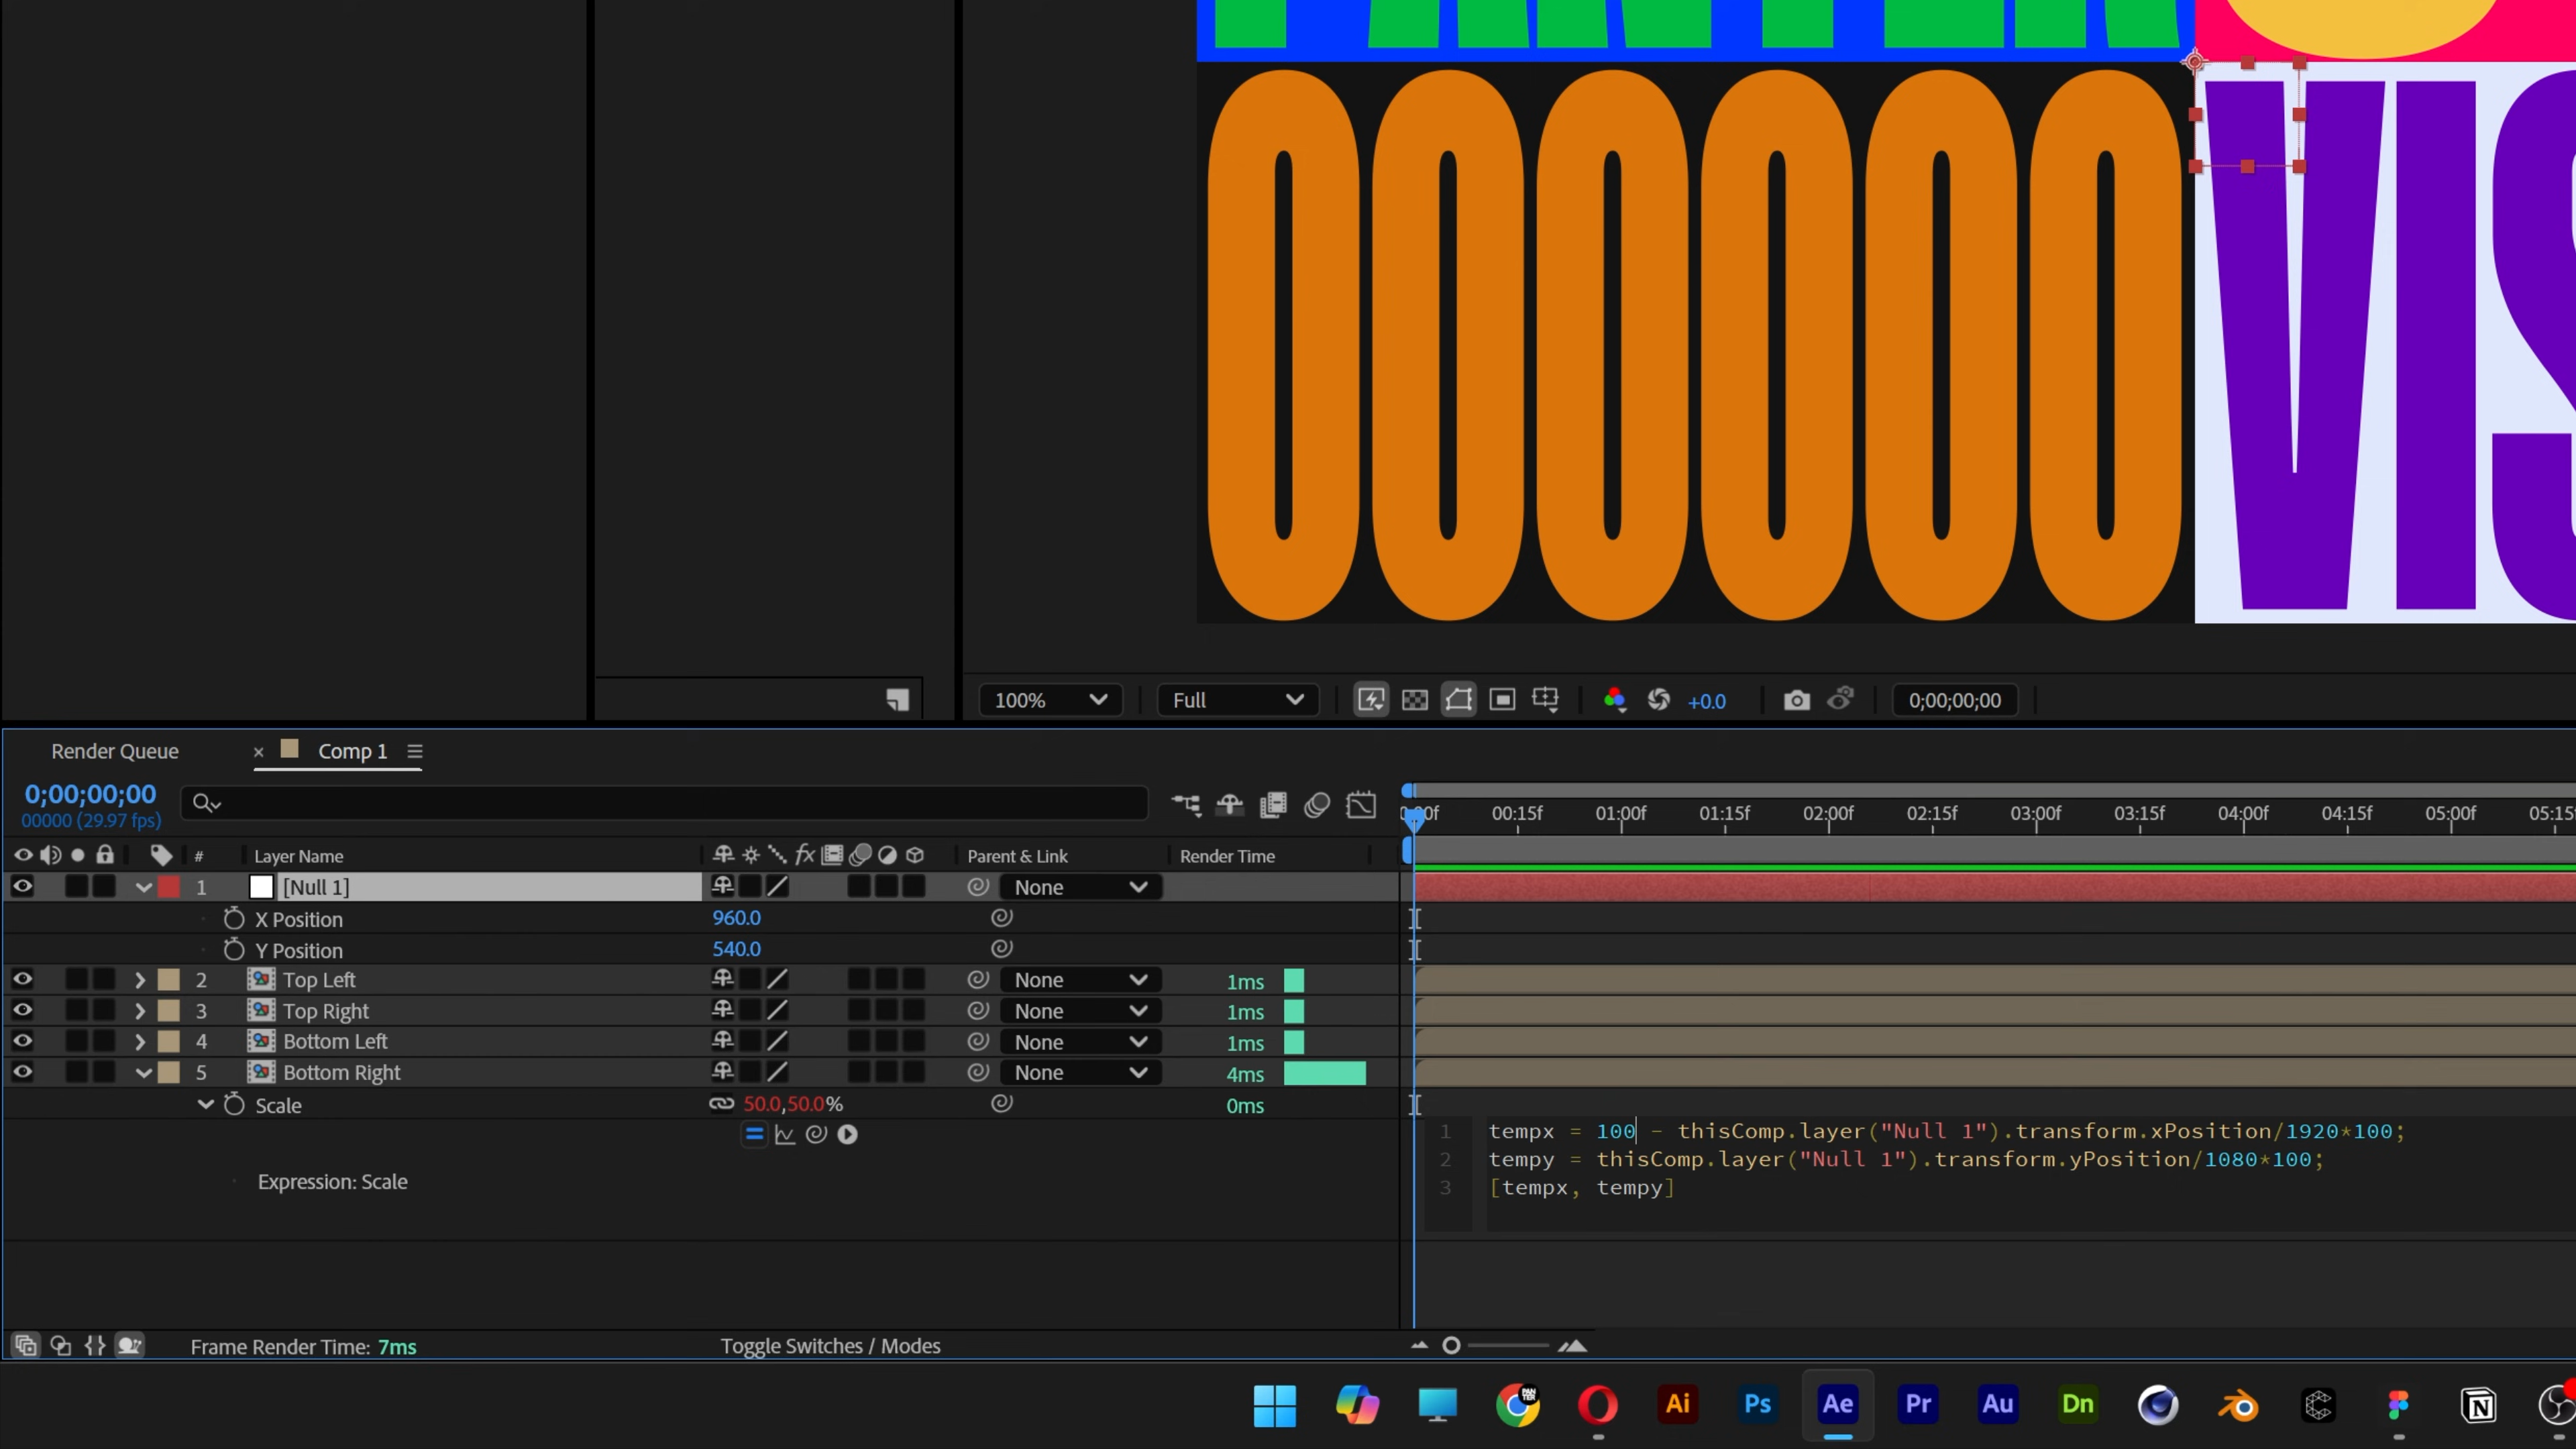 VIS
100%
Full
+0.0
0;00;00;00
Render Queue
× Comp 1
0;00;00;00
00000 (29.97 fps)
00:15f 01:00f 01:15f 02:00f 02:15f 03:00f 03:15f 04:00f 04:15f 05:00f 05:15
# Layer Name fx Parent & Link Render Time
1 [Null 1] None
X Position 960.0
Y Position 540.0
2 Top Left None 1ms
3 Top Right None 1ms
4 Bottom Left None 1ms
5 Bottom Right None 4ms
Scale 50.0,50.0% 0ms
Expression: Scale
1 tempx = 100 - thisComp.layer("Null 1").transform.xPosition/1920*100;
2 tempy = thisComp.layer("Null 1").transform.yPosition/1080*100;
3 [tempx, tempy]
Frame Render Time: 7ms
Toggle Switches / Modes
Ai Ps Ae Pr Au Dn